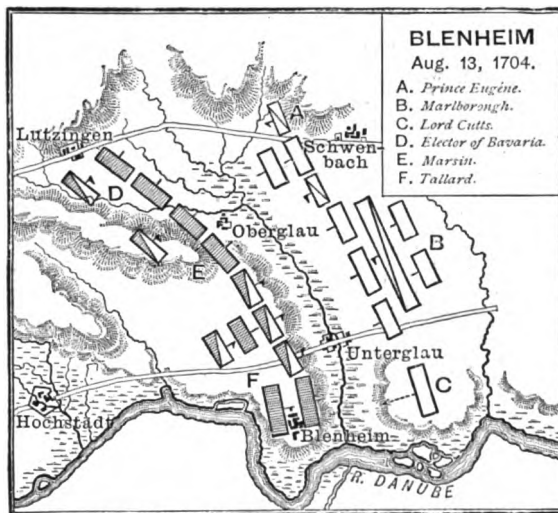 BLENHEIM
Aug. 13, 1704.
A. Prince Eugène.
B. Marlborough.
C. Lord Cutts.
D. Elector of Bavaria.
E. Marsin.
F. Tallard.
A
Lutzingen
Schwen-
bach
D
Oberglau
B
E
Unterglau
F
C
Hochstädt
Blenheim
R. DANUBE